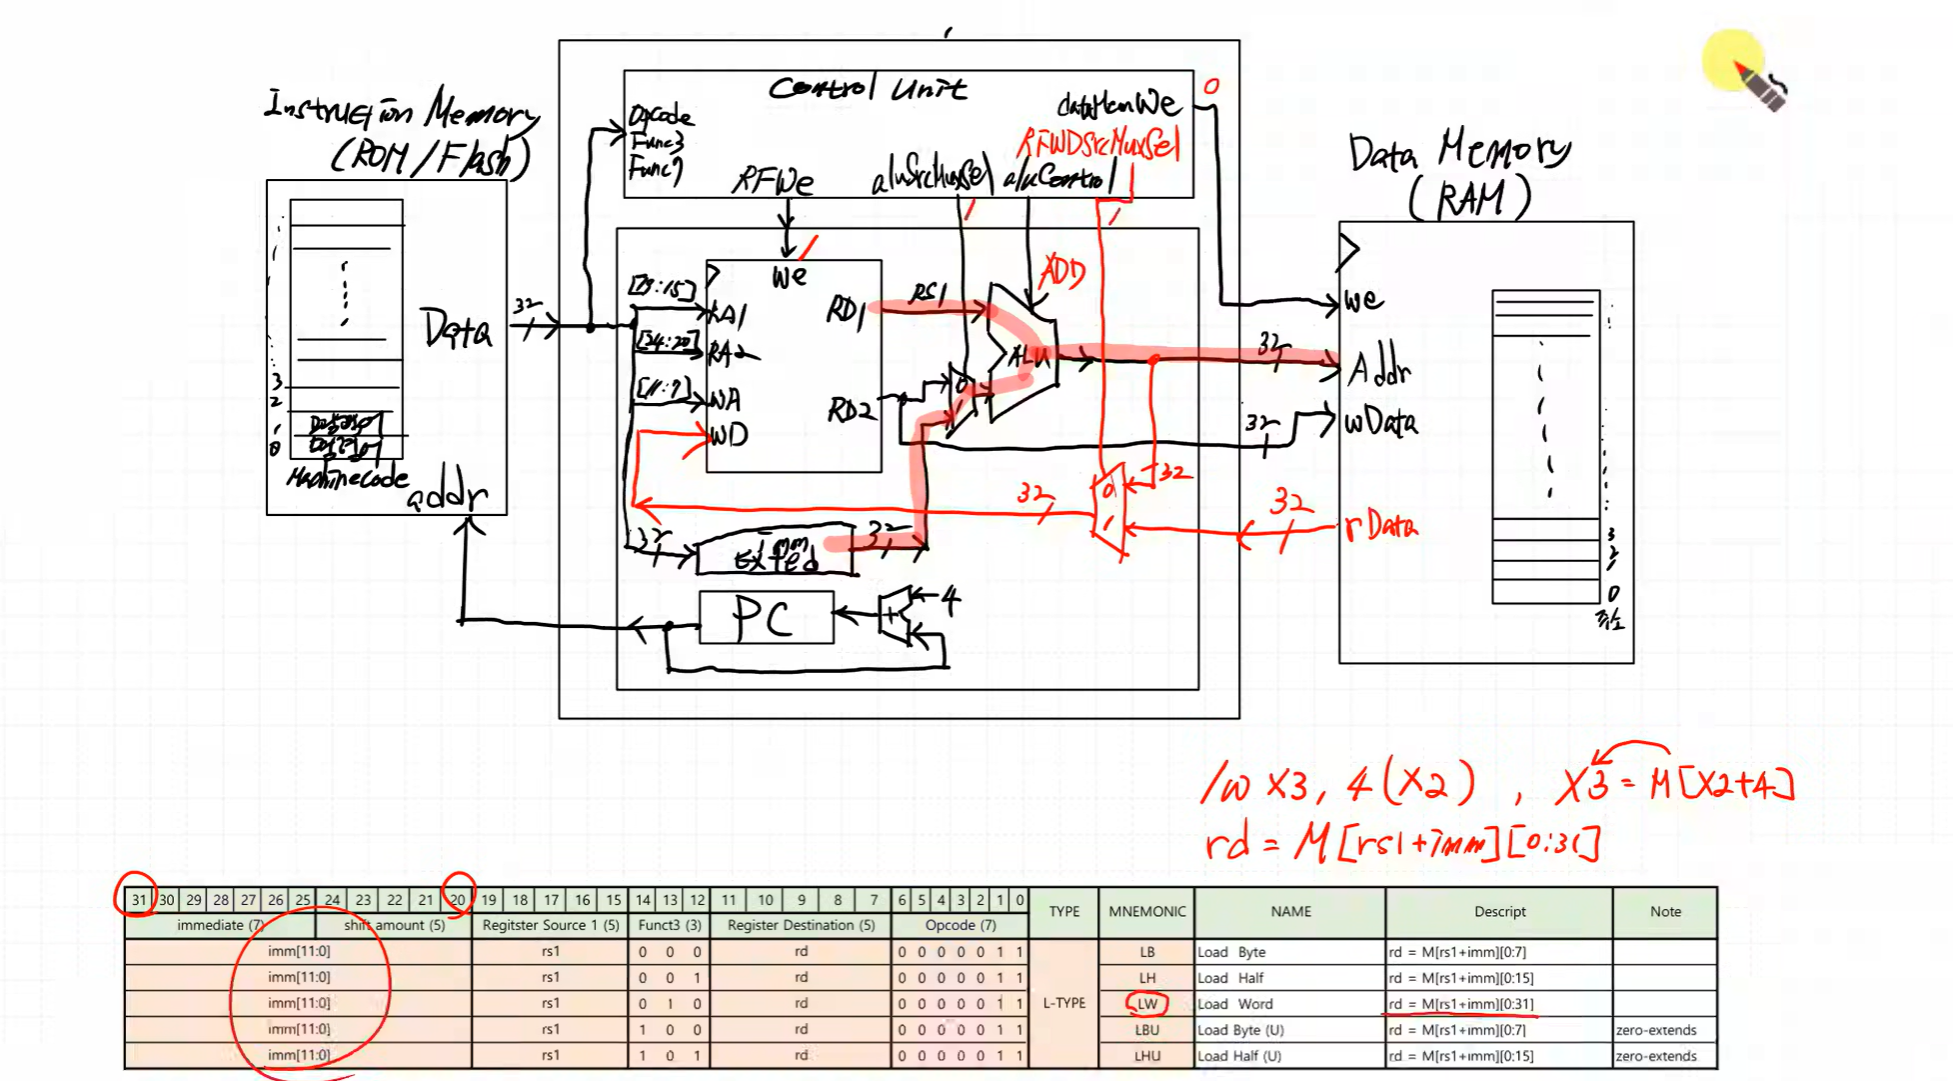 Control Unit
dataMemWe
0
Opcode
Func3
Func7
RFWDSrcMuxSel
RFWe
aluSrcMuxSel
aluControl
Instruction Memory
(ROM/Flash)
Data Memory
(RAM)
1
1
1
We
ADD
[19:15]
RA1
RD1
RS1
[24:20]
RA2
ALU
Data
32
32
we
Addr
[11:7]
WA
RD2
0
1
WD
32
wData
3
2
1
0
MachineCode
addr
32
0
1
32
32
rData
32
Imm
exted
32
PC
+
4
3
2
1
0
lw X3, 4(X2) , X3 = M[X2+4]
rd = M[rs1+imm][0:31]
31 30 29 28 27 26 25 24 23 22 21 20 19 18 17 16 15 14 13 12 11 10 9 8 7 6 5 4 3 2 1 0 TYPE MNEMONIC NAME Descript Note
immediate (7) shift amount (5) Regitster Source 1 (5) Funct3 (3) Register Destination (5) Opcode (7)
imm[11:0] rs1 0 0 0 rd 0 0 0 0 0 1 1 LB Load Byte rd = M[rs1+imm][0:7]
imm[11:0] rs1 0 0 1 rd 0 0 0 0 0 1 1 LH Load Half rd = M[rs1+imm][0:15]
imm[11:0] rs1 0 1 0 rd 0 0 0 0 0 1 1 L-TYPE LW Load Word rd = M[rs1+imm][0:31]
imm[11:0] rs1 1 0 0 rd 0 0 0 0 0 1 1 LBU Load Byte (U) rd = M[rs1+imm][0:7] zero-extends
imm[11:0] rs1 1 0 1 rd 0 0 0 0 0 1 1 LHU Load Half (U) rd = M[rs1+imm][0:15] zero-extends